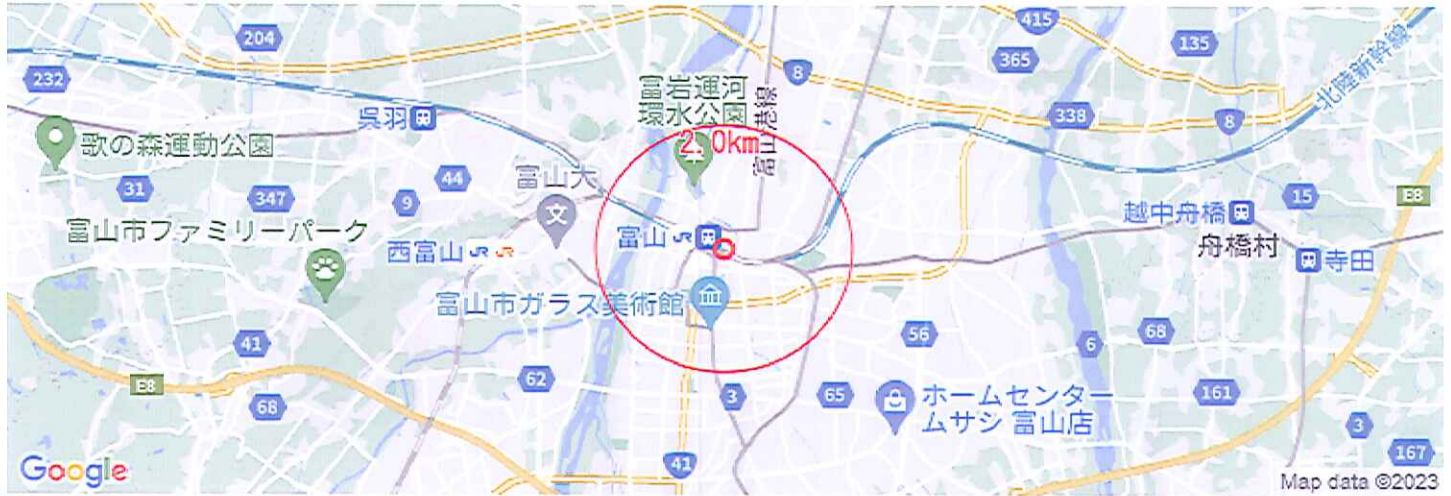 204
415
135
365
232
8
富岩運河
環水公園
富山港線
北陸新幹線
呉羽
2.0km
338
8
歌の森運動公園
31
347
44
9
富山大
文
15
E8
富山市ファミリーパーク
西富山 JR JR
富山 JR
越中舟橋
舟橋村
寺田
富山市ガラス美術館
41
56
6
68
E8
62
68
3
65
ホームセンター
ムサシ 富山店
161
3
41
167
Google
Map data ©2023